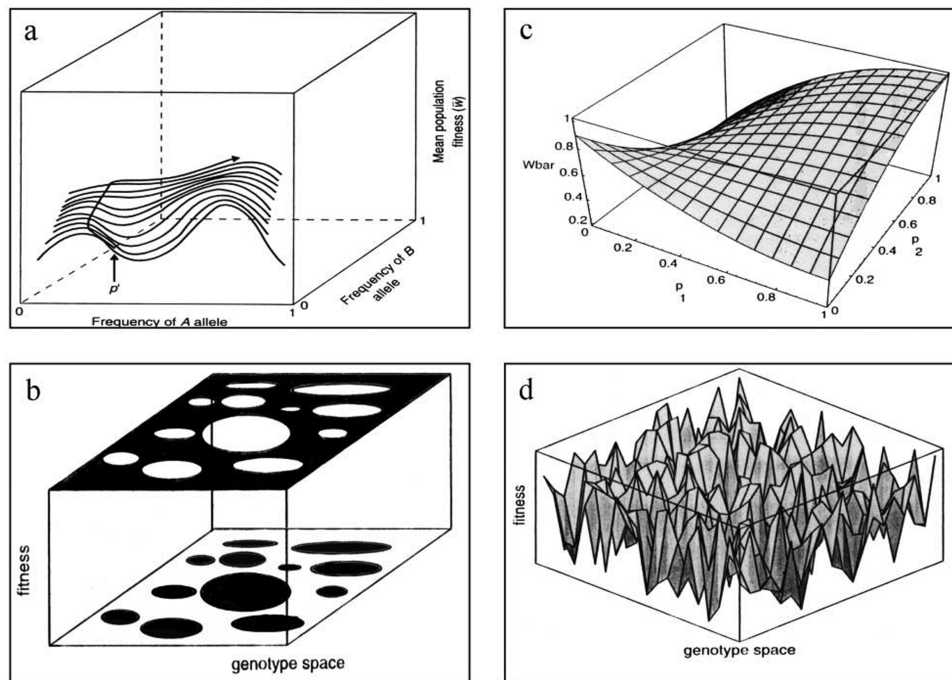 a
Mean population
fitness (w̄)
1
Frequency of B
allele
p'
0
Frequency of A allele
1
0
c
1
0.8
Wbar
0.6
0.4
0.2
0
0.2
0.4
0.6
0.8
1
p
1
0
0.2
0.4
0.6
0.8
1
p
2
b
fitness
genotype space
d
fitness
genotype space